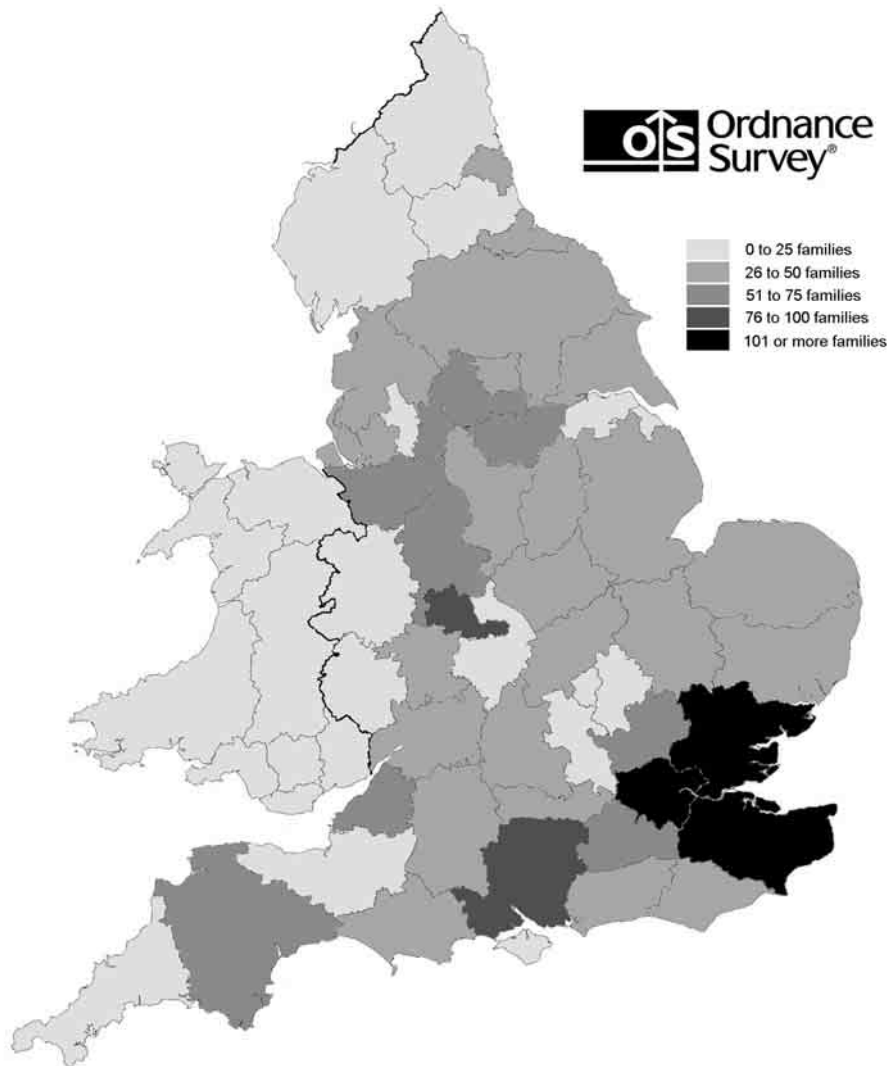 OS Ordnance
Survey®
0 to 25 families
26 to 50 families
51 to 75 families
76 to 100 families
101 or more families